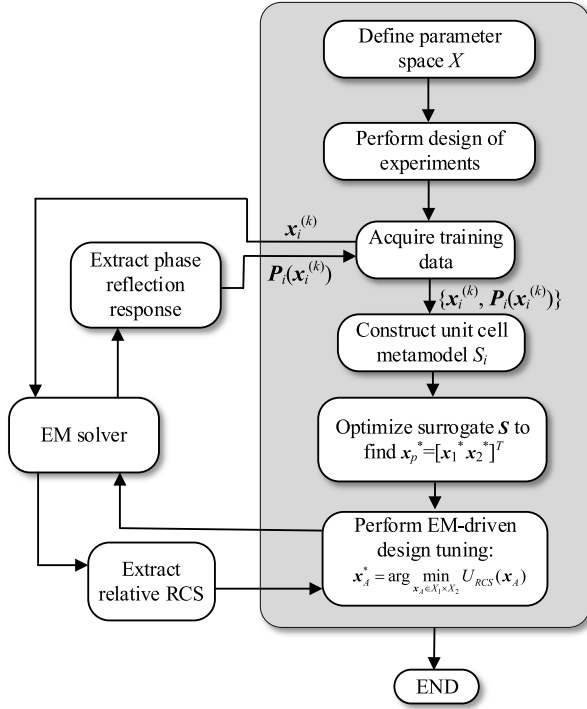 Define parameter
space X
Perform design of
experiments
x_i^(k)
P_i(x_i^(k))
Acquire training
data
Extract phase
reflection
response
{x_i^(k), P_i(x_i^(k))}
Construct unit cell
metamodel S_i
EM solver
Optimize surrogate S to
find x_p^*=[x_1^* x_2^*]^T
Perform EM-driven
design tuning:
x_A^* = arg min_{x_A∈X_1×X_2} U_RCS(x_A)
Extract
relative RCS
END